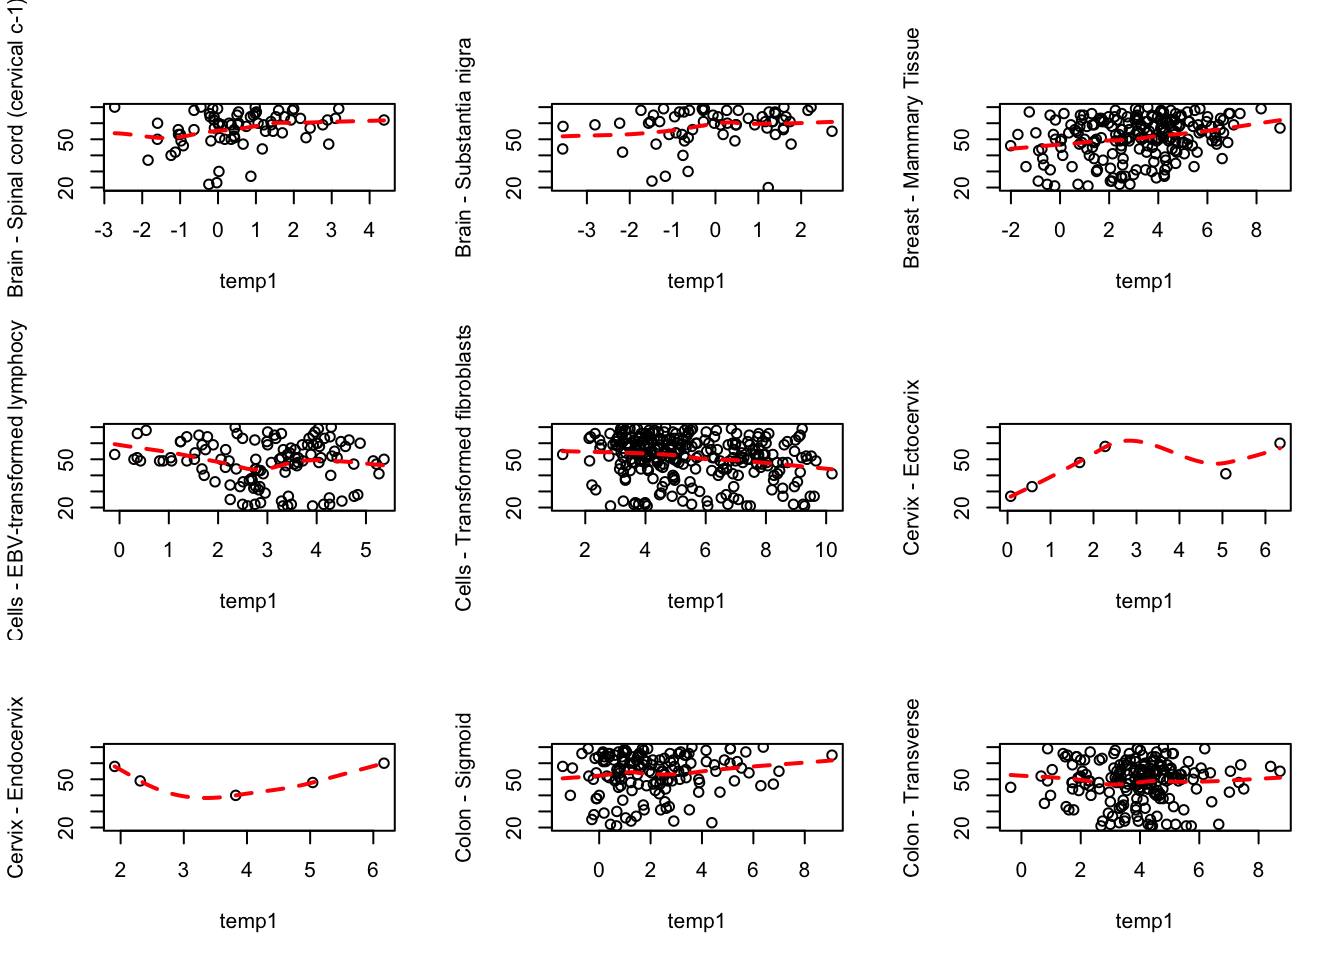 Brain - Spinal cord (cervical c-1)
50
20
-3 -2 -1 0 1 2 3 4
temp1
Brain - Substantia nigra
50
20
-3 -2 -1 0 1 2
temp1
Breast - Mammary Tissue
50
20
-2 0 2 4 6 8
temp1
Cells - EBV-transformed lymphocy
50
20
0 1 2 3 4 5
temp1
Cells - Transformed fibroblasts
50
20
2 4 6 8 10
temp1
Cervix - Ectocervix
50
20
0 1 2 3 4 5 6
temp1
Cervix - Endocervix
50
20
2 3 4 5 6
temp1
Colon - Sigmoid
50
20
0 2 4 6 8
temp1
Colon - Transverse
50
20
0 2 4 6 8
temp1